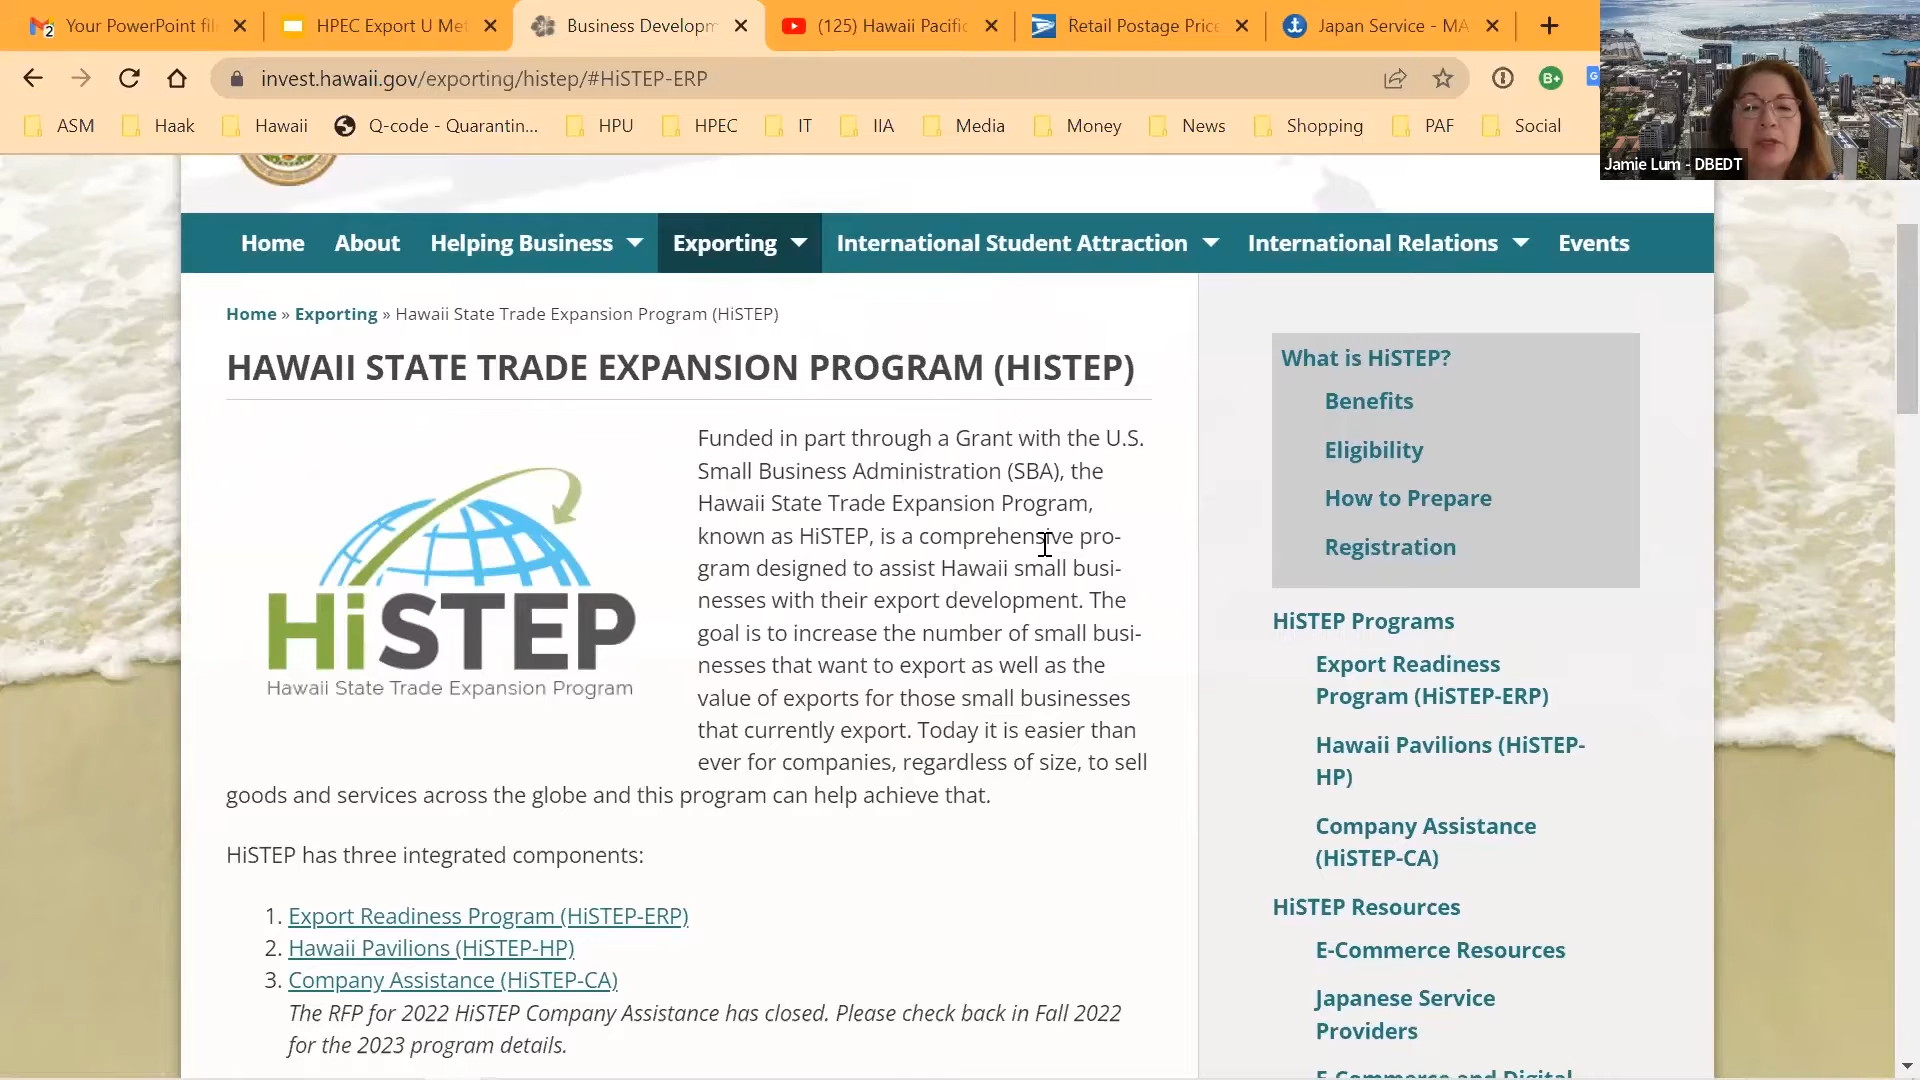 2 Your PowerPoint fil
HPEC Export U Met
Business Developm
(125) Hawaii Pacific
Retail Postage Price
Japan Service - MA
invest.hawaii.gov/exporting/histep/#HiSTEP-ERP
B+
G
ASM
Haak
Hawaii
Q-code - Quarantin...
HPU
HPEC
IT
IIA
Media
Money
News
Shopping
PAF
Social
Jamie Lum - DBEDT
Home
About
Helping Business
Exporting
International Student Attraction
International Relations
Events
Home » Exporting » Hawaii State Trade Expansion Program (HiSTEP)
HAWAII STATE TRADE EXPANSION PROGRAM (HISTEP)
HiSTEP
Hawaii State Trade Expansion Program
Funded in part through a Grant with the U.S.
Small Business Administration (SBA), the
Hawaii State Trade Expansion Program,
known as HiSTEP, is a comprehensive pro-
gram designed to assist Hawaii small busi-
nesses with their export development. The
goal is to increase the number of small busi-
nesses that want to export as well as the
value of exports for those small businesses
that currently export. Today it is easier than
ever for companies, regardless of size, to sell
goods and services across the globe and this program can help achieve that.
HiSTEP has three integrated components:
1. Export Readiness Program (HiSTEP-ERP)
2. Hawaii Pavilions (HiSTEP-HP)
3. Company Assistance (HiSTEP-CA)
The RFP for 2022 HiSTEP Company Assistance has closed. Please check back in Fall 2022
for the 2023 program details.
What is HiSTEP?
Benefits
Eligibility
How to Prepare
Registration
HiSTEP Programs
Export Readiness
Program (HiSTEP-ERP)
Hawaii Pavilions (HiSTEP-
HP)
Company Assistance
(HiSTEP-CA)
HiSTEP Resources
E-Commerce Resources
Japanese Service
Providers
E-Commerce and Digital